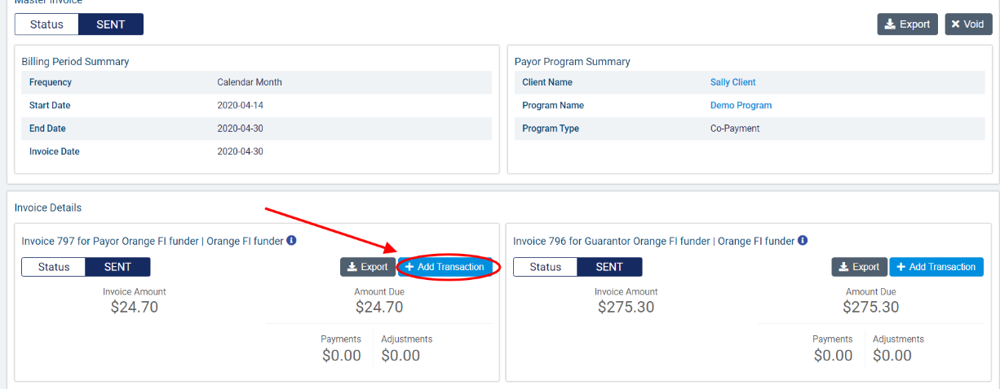 Master Invoice
Status SENT
Export Void
Billing Period Summary
Frequency Calendar Month
Start Date 2020-04-14
End Date 2020-04-30
Invoice Date 2020-04-30
Payor Program Summary
Client Name Sally Client
Program Name Demo Program
Program Type Co-Payment
Invoice Details
Invoice 797 for Payor Orange FI funder | Orange FI funder
Status SENT
Export + Add Transaction
Invoice Amount Amount Due
$24.70 $24.70
Payments Adjustments
$0.00 $0.00
Invoice 796 for Guarantor Orange FI funder | Orange FI funder
Status SENT
Export + Add Transaction
Invoice Amount Amount Due
$275.30 $275.30
Payments Adjustments
$0.00 $0.00